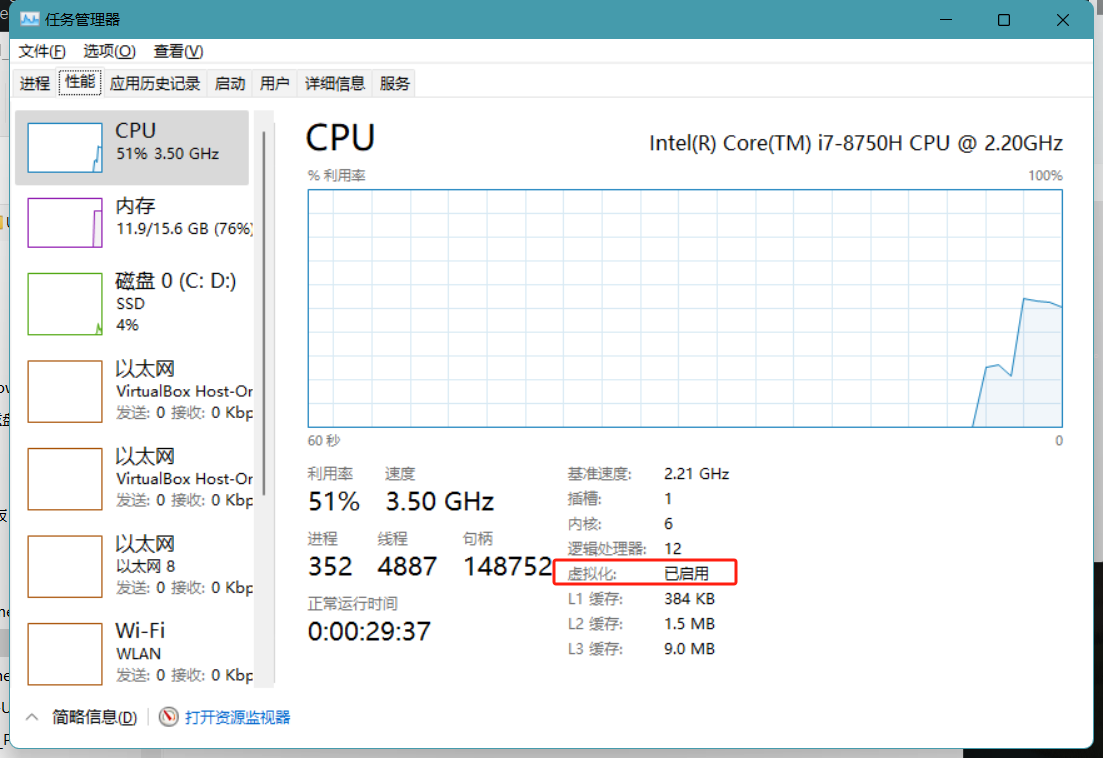 任务管理器
文件(F) 选项(O) 查看(V)
进程 性能 应用历史记录 启动 用户 详细信息 服务
CPU
51% 3.50 GHz
内存
11.9/15.6 GB (76%)
磁盘 0 (C: D:)
SSD
4%
以太网
VirtualBox Host-Or
发送: 0 接收: 0 Kbp
以太网
VirtualBox Host-Or
发送: 0 接收: 0 Kbp
以太网
以太网 8
发送: 0 接收: 0 Kbp
Wi-Fi
WLAN
发送: 0 接收: 0 Kbp
CPU
Intel(R) Core(TM) i7-8750H CPU @ 2.20GHz
% 利用率 100%
60 秒 0
利用率 速度
51% 3.50 GHz
进程 线程 句柄
352 4887 148752
正常运行时间
0:00:29:37
基准速度: 2.21 GHz
插槽: 1
内核: 6
逻辑处理器: 12
虚拟化: 已启用
L1 缓存: 384 KB
L2 缓存: 1.5 MB
L3 缓存: 9.0 MB
简略信息(D) 打开资源监视器